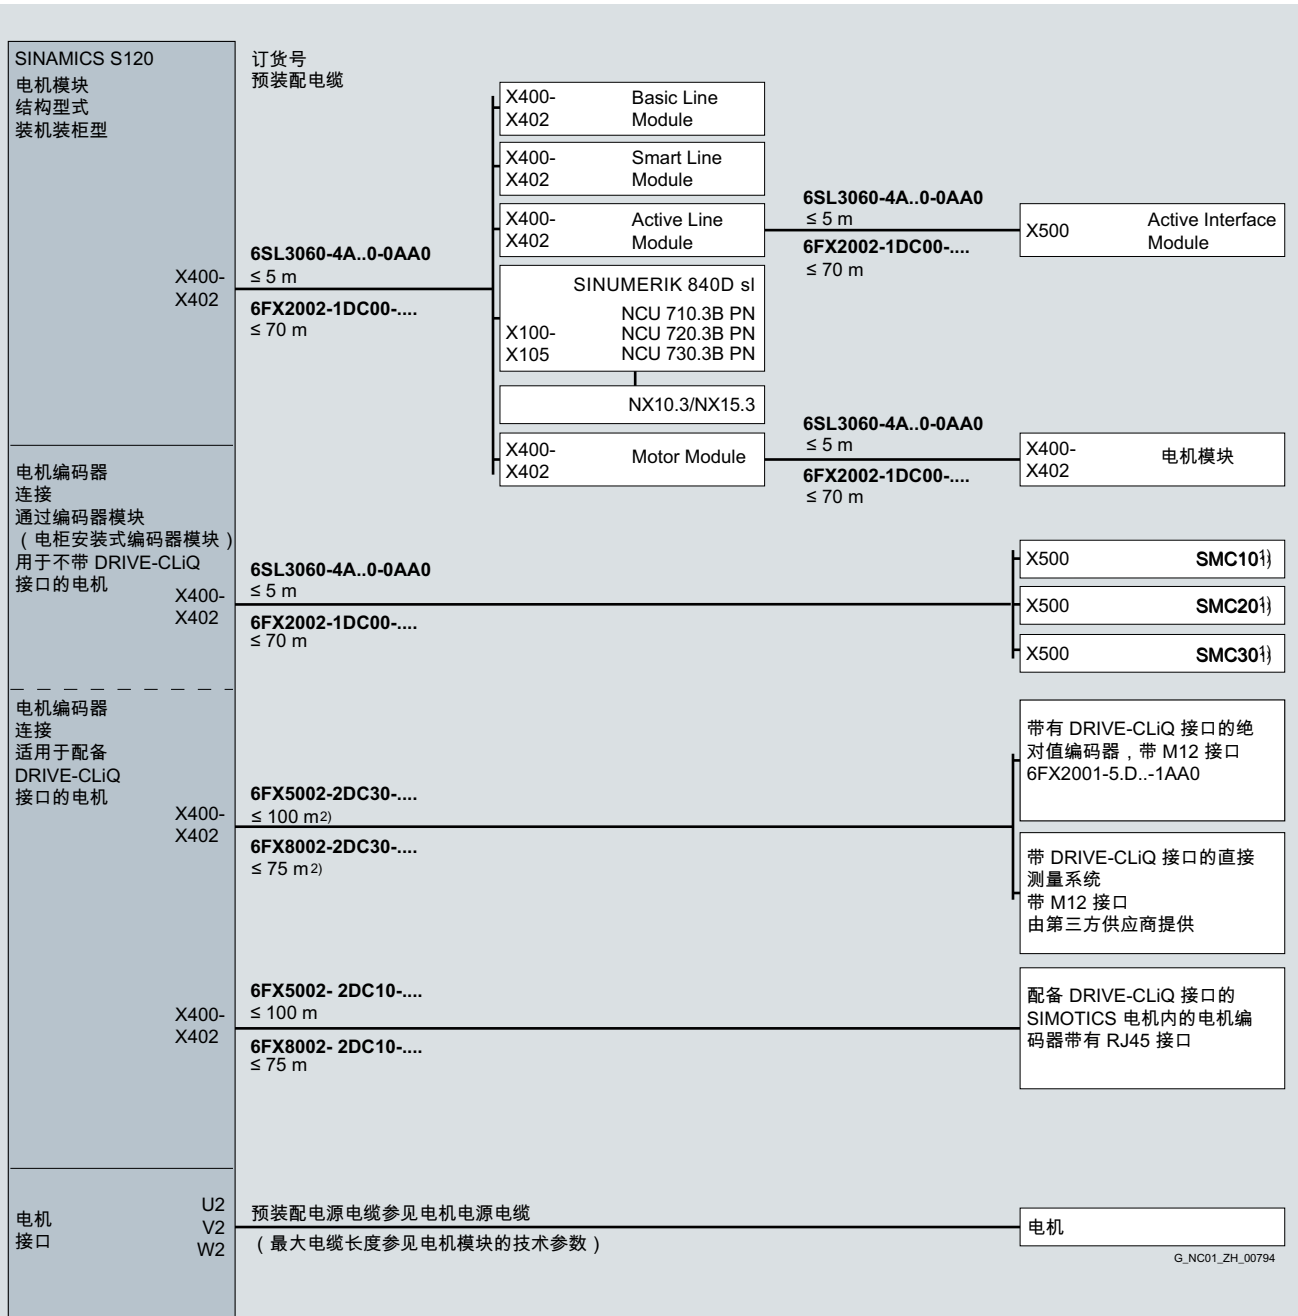 SINAMICS S120
电机模块
结构型式
装机装柜型
订货号
预装配电缆
X400-
X402
6SL3060-4A..0-0AA0
≤ 5 m
6FX2002-1DC00-....
≤ 70 m
X400- Basic Line
X402 Module
X400- Smart Line
X402 Module
X400- Active Line
X402 Module
6SL3060-4A..0-0AA0
≤ 5 m
6FX2002-1DC00-....
≤ 70 m
X500 Active Interface
Module
SINUMERIK 840D sl
NCU 710.3B PN
X100- NCU 720.3B PN
X105 NCU 730.3B PN
NX10.3/NX15.3
X400- Motor Module
X402
6SL3060-4A..0-0AA0
≤ 5 m
6FX2002-1DC00-....
≤ 70 m
X400- 电机模块
X402
电机编码器
连接
通过编码器模块
（电柜安装式编码器模块）
用于不带 DRIVE-CLiQ
接口的电机
X400-
X402
6SL3060-4A..0-0AA0
≤ 5 m
6FX2002-1DC00-....
≤ 70 m
X500 SMC10 1)
X500 SMC20 1)
X500 SMC30 1)
电机编码器
连接
适用于配备
DRIVE-CLiQ
接口的电机
X400-
X402
6FX5002-2DC30-....
≤ 100 m 2)
6FX8002-2DC30-....
≤ 75 m 2)
带有 DRIVE-CLiQ 接口的绝
对值编码器，带 M12 接口
6FX2001-5.D..-1AA0
带 DRIVE-CLiQ 接口的直接
测量系统
带 M12 接口
由第三方供应商提供
X400-
X402
6FX5002- 2DC10-....
≤ 100 m
6FX8002- 2DC10-....
≤ 75 m
配备 DRIVE-CLiQ 接口的
SIMOTICS 电机内的电机编
码器带有 RJ45 接口
电机
接口
U2
V2
W2
预装配电源电缆参见电机电源电缆
（最大电缆长度参见电机模块的技术参数）
电机
G_NC01_ZH_00794